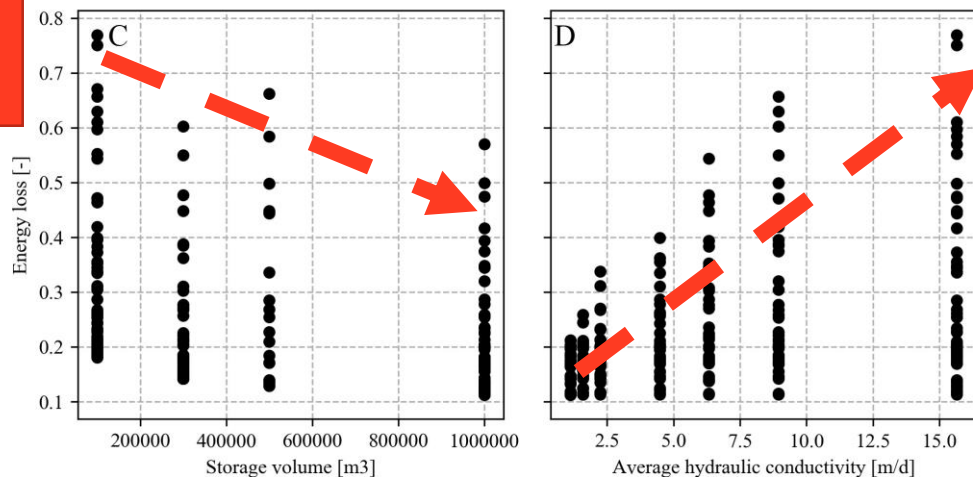 C
D
0.8
0.7
0.6
0.5
0.4
0.3
0.2
0.1
Energy loss [-]
200000 400000 600000 800000 1000000
2.5 5.0 7.5 10.0 12.5 15.0
Storage volume [m3]
Average hydraulic conductivity [m/d]